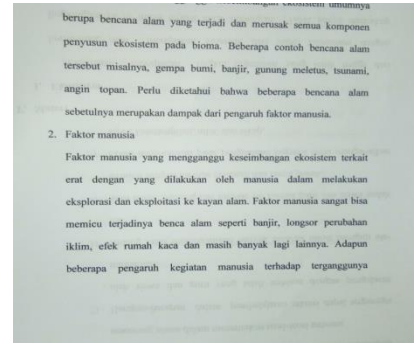 ekosistem umumnya
berupa bencana alam yang terjadi dan merusak semua komponen
penyusun ekosistem pada bioma. Beberapa contoh bencana alam
tersebut misalnya, gempa bumi, banjir, gunung meletus, tsunami,
angin topan. Perlu diketahui bahwa beberapa bencana alam
sebetulnya merupakan dampak dari pengaruh faktor manusia.
2. Faktor manusia
Faktor manusia yang mengganggu keseimbangan ekosistem terkait
erat dengan yang dilakukan oleh manusia dalam melakukan
eksplorasi dan eksploitasi ke kayan alam. Faktor manusia sangat bisa
memicu terjadinya benca alam seperti banjir, longsor perubahan
iklim, efek rumah kaca dan masih banyak lagi lainnya. Adapun
beberapa pengaruh kegiatan manusia terhadap terganggunya